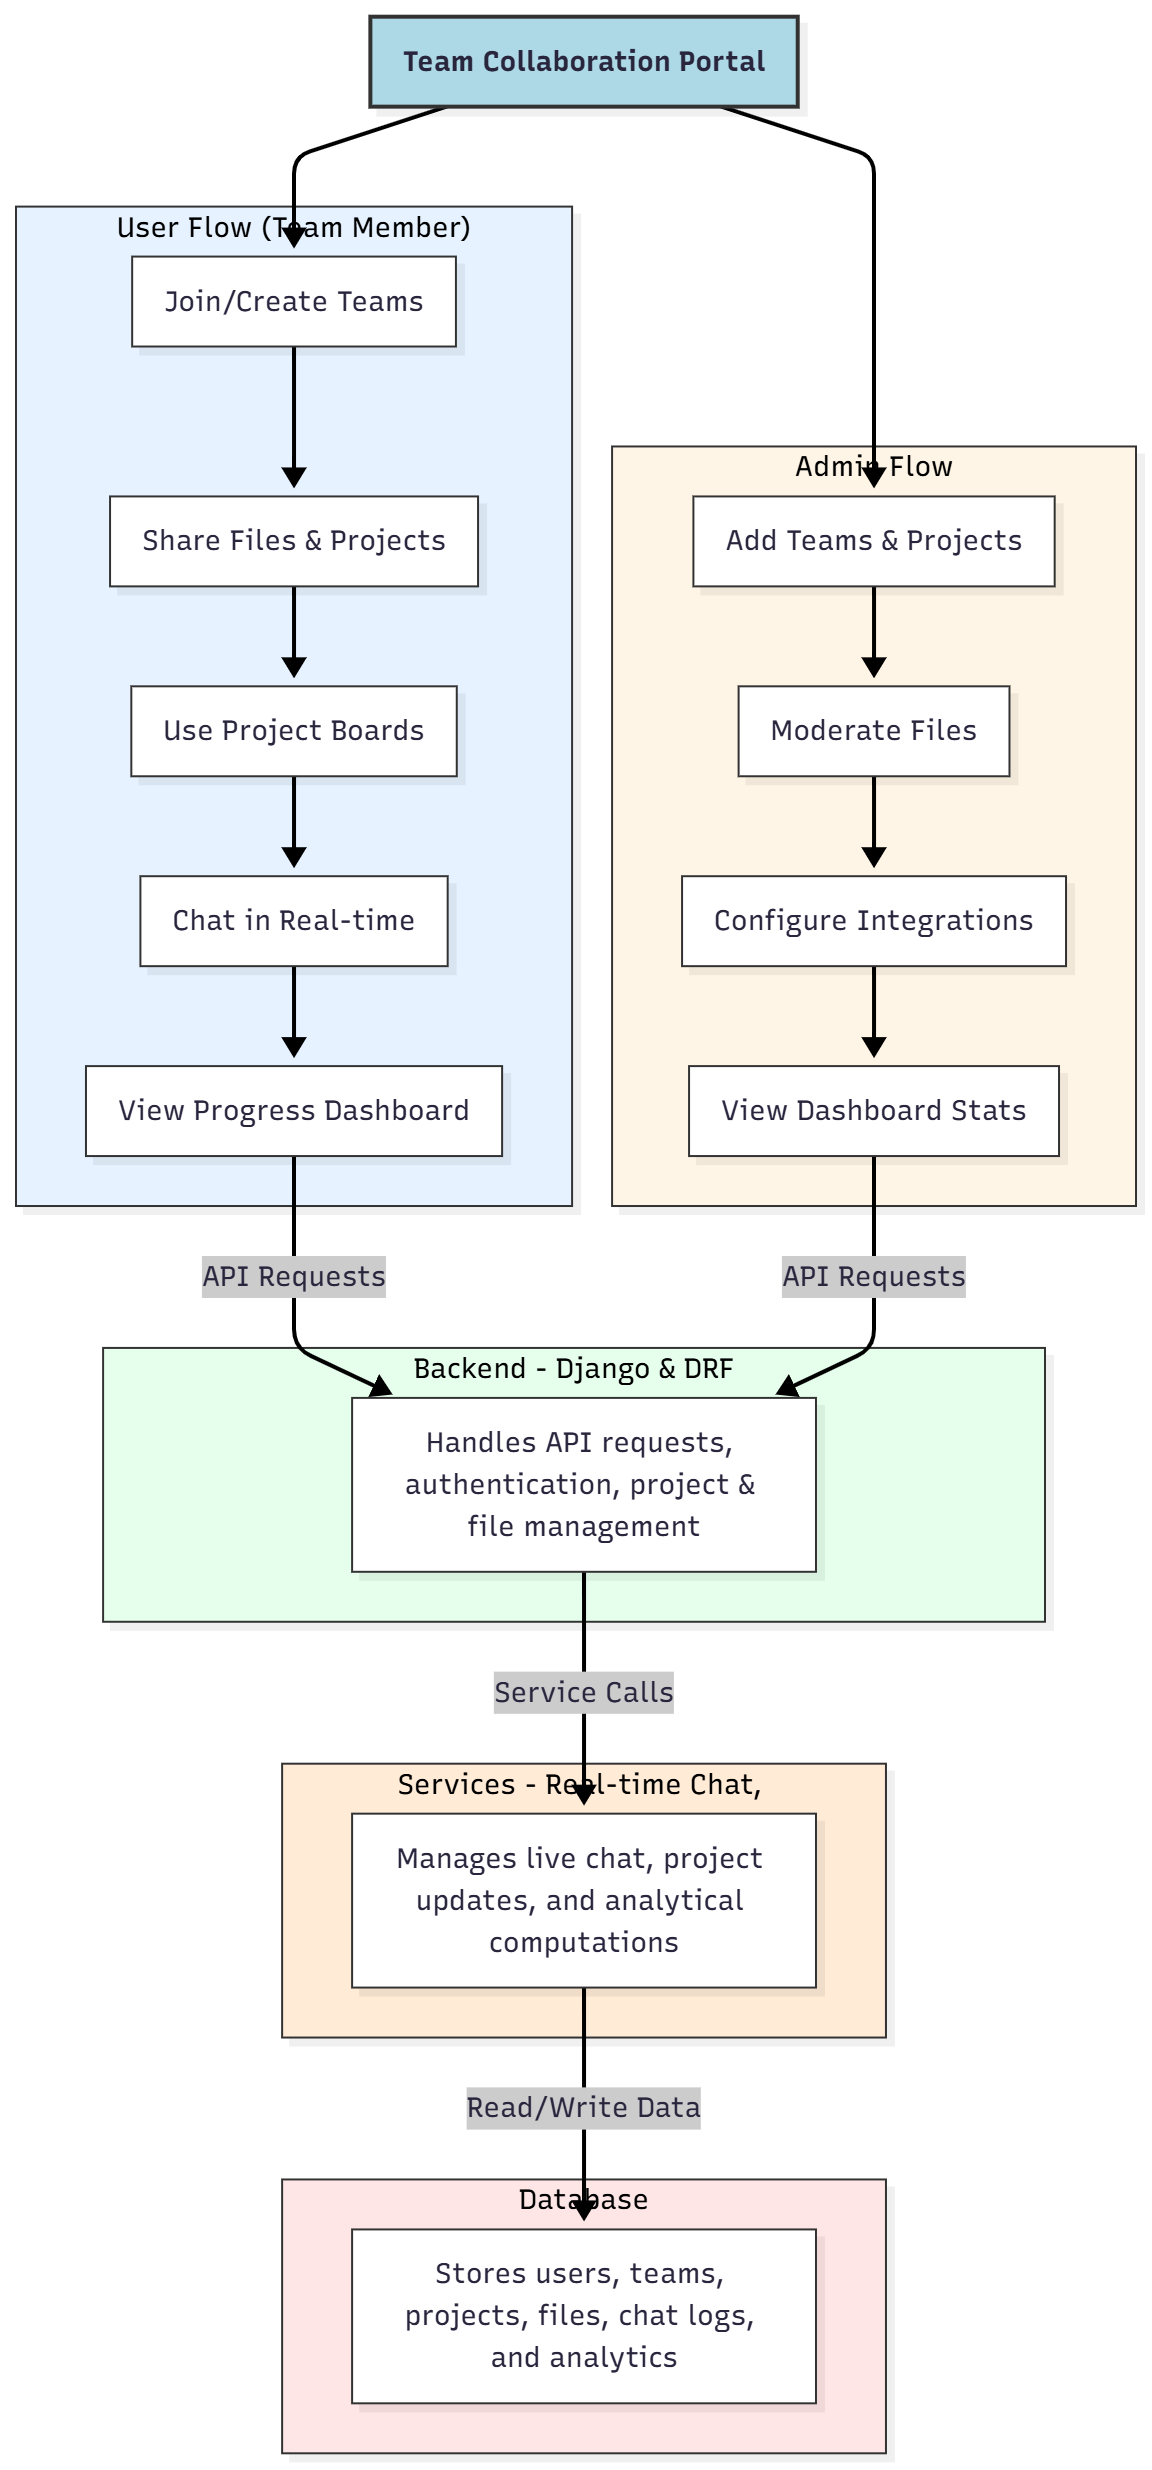 Team Collaboration Portal
User Flow (Team Member)
Join/Create Teams
Share Files & Projects
Use Project Boards
Chat in Real-time
View Progress Dashboard
Admin Flow
Add Teams & Projects
Moderate Files
Configure Integrations
View Dashboard Stats
API Requests
API Requests
Backend - Django & DRF
Handles API requests,
authentication, project &
file management
Service Calls
Services - Real-time Chat,
Manages live chat, project
updates, and analytical
computations
Read/Write Data
Database
Stores users, teams,
projects, files, chat logs,
and analytics